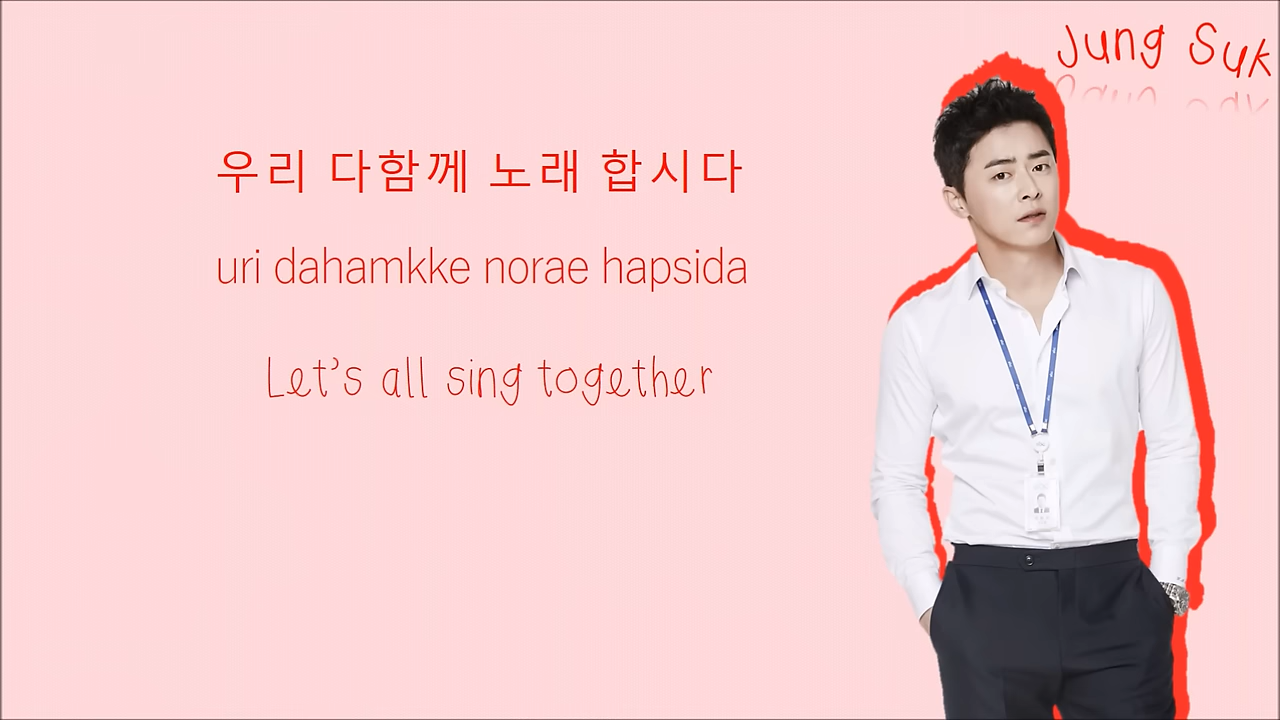 Jung Suk
우리 다함께 노래 합시다
uri dahamkke norae hapsida
Let's all sing together